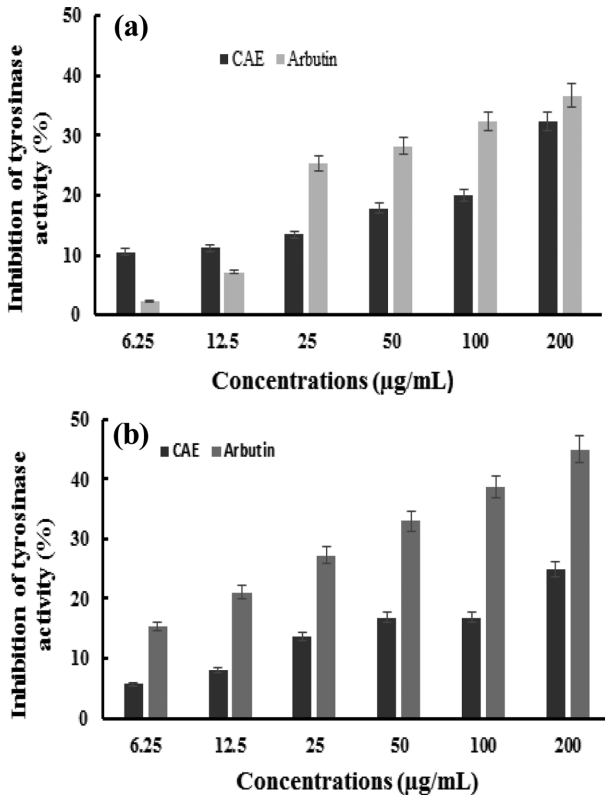 (a)
CAE Arbutin
Inhibition of tyrosinase
activity (%)
50
40
30
20
10
0
6.25 12.5 25 50 100 200
Concentrations (µg/mL)
(b)
CAE Arbutin
Inhibition of tyrosinase
activity (%)
50
40
30
20
10
0
6.25 12.5 25 50 100 200
Concentrations (µg/mL)